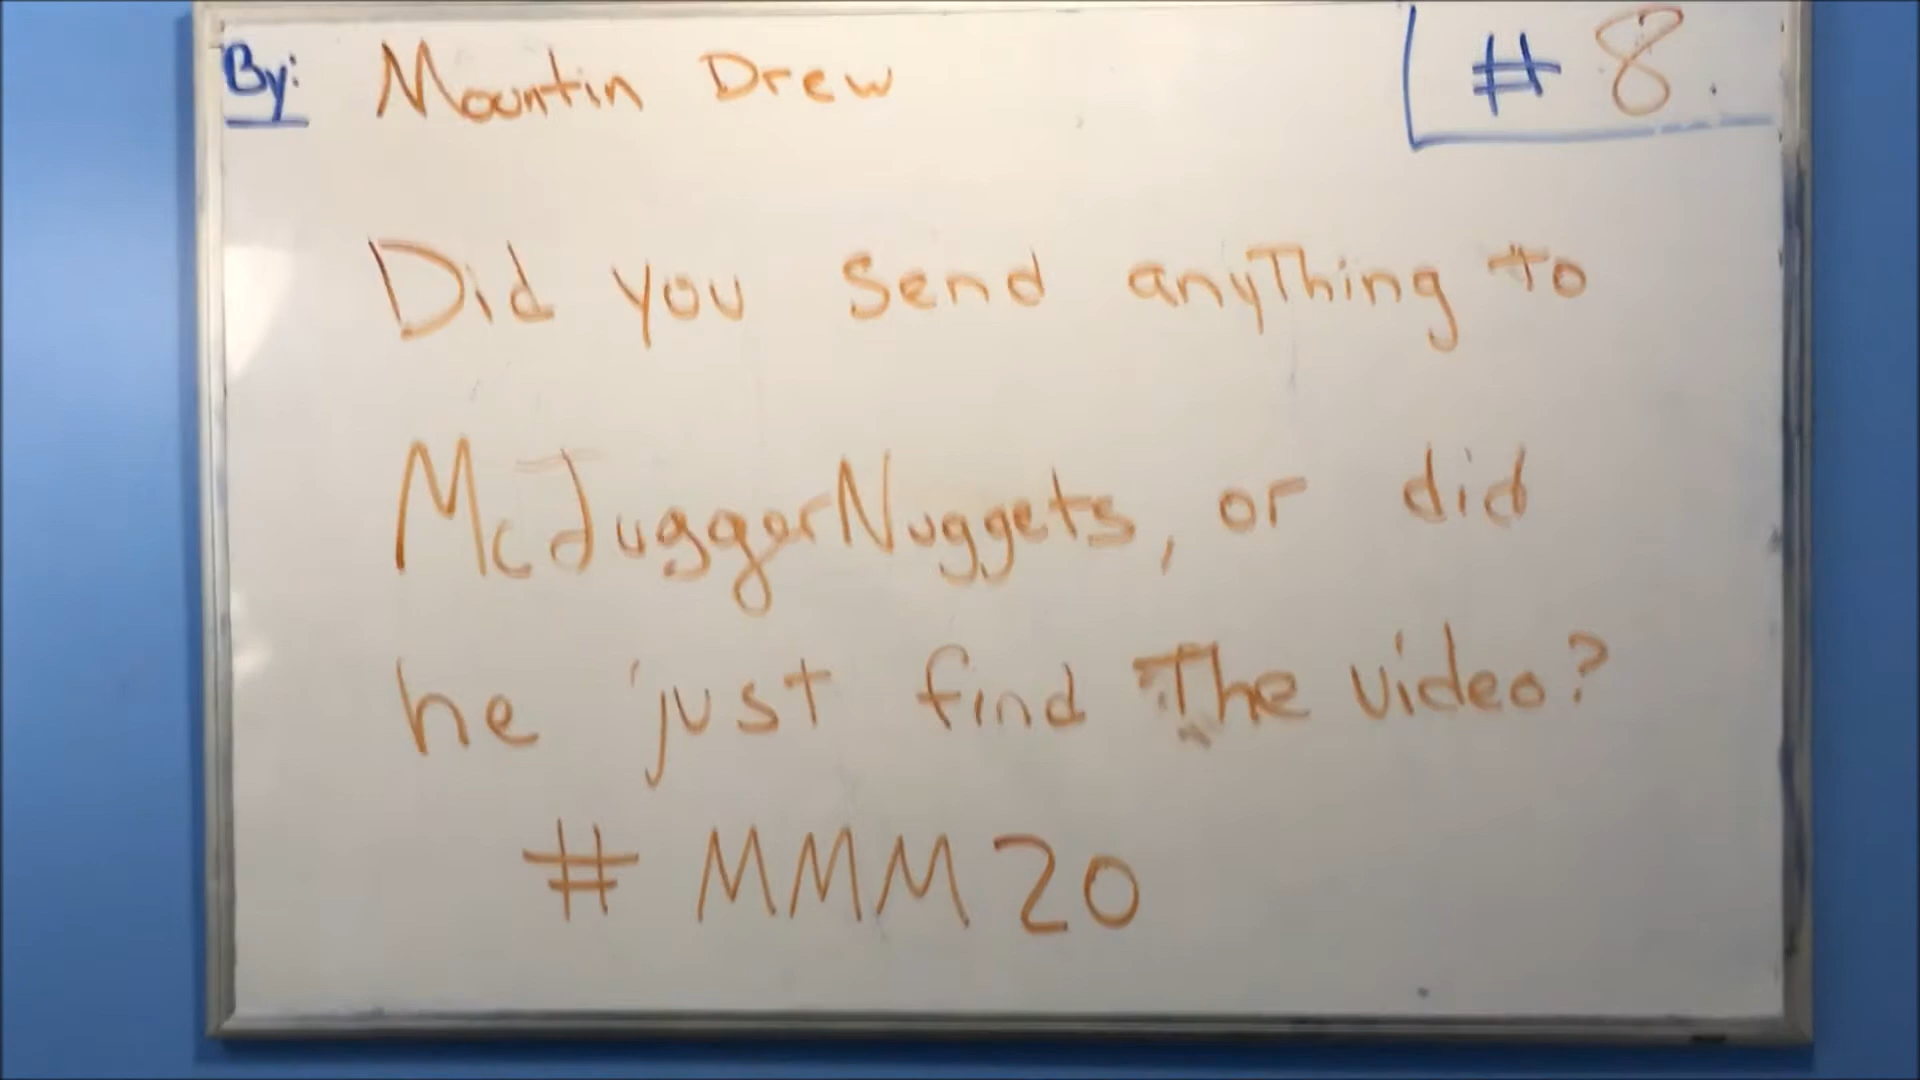 By: Mountin Drew
# 8.
Did you send anything to
McJuggerNuggets, or did
he just find The video?
# MMM20